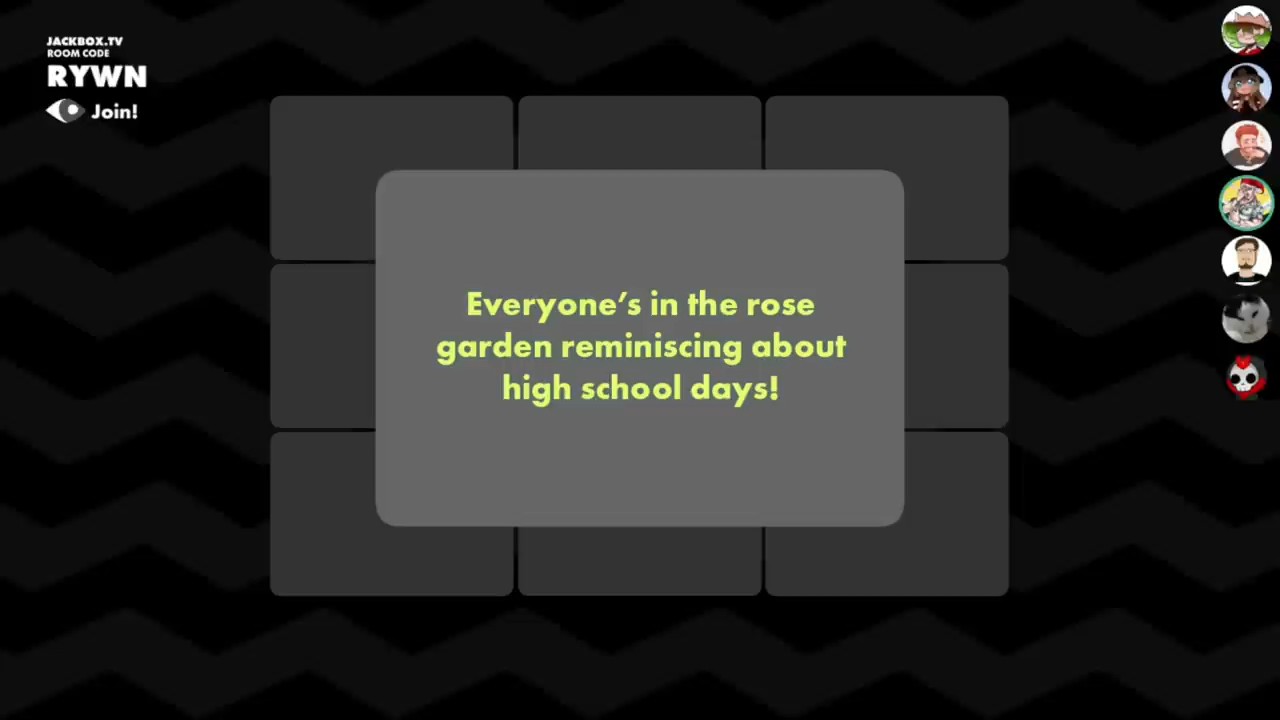 JACKBOX.TV
ROOM CODE
RYWN
Join!
Everyone’s in the rose
garden reminiscing about
high school days!